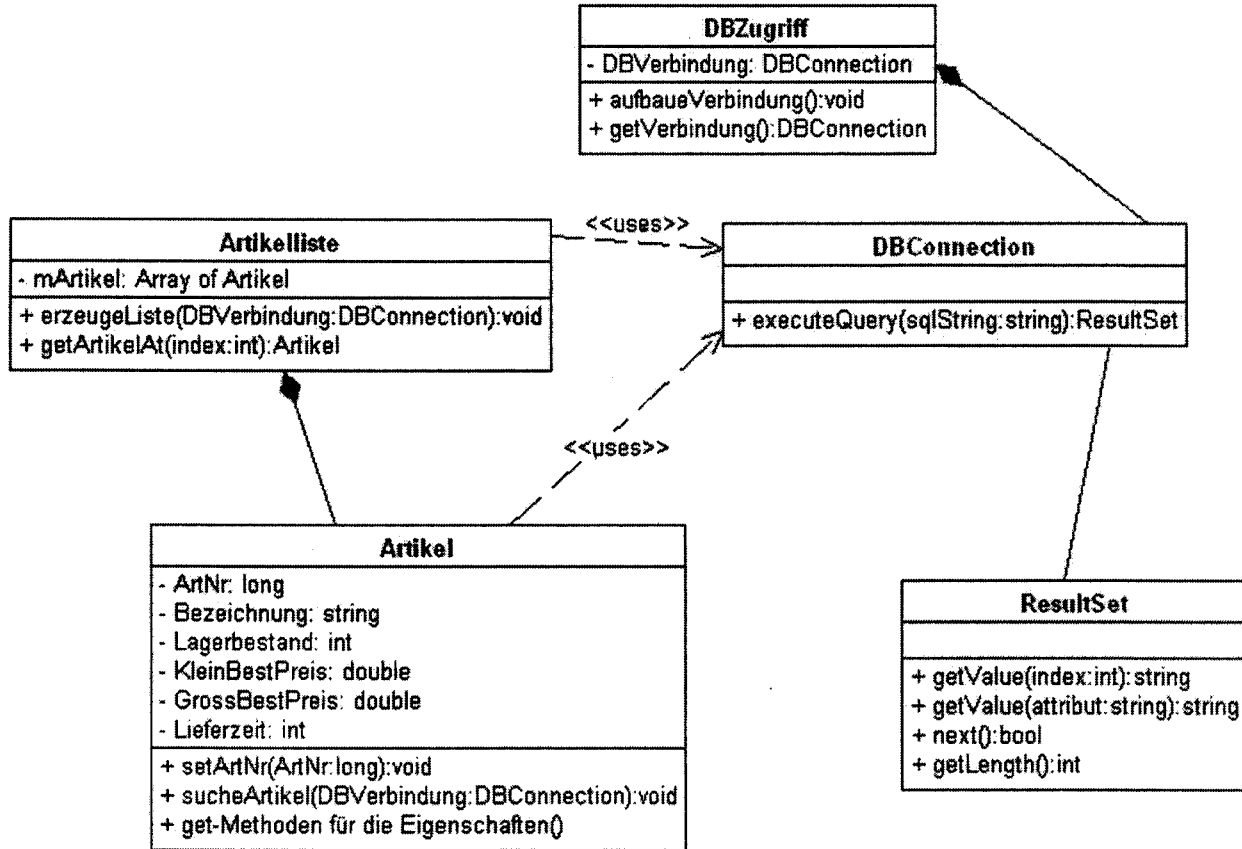 DBZugriff
- DBVerbindung: DBConnection
+ aufbaueVerbindung():void
+ getVerbindung():DBConnection
Artikelliste
- mArtikel: Array of Artikel
+ erzeugeListe(DBVerbindung:DBConnection):void
+ getArtikelAt(index:int):Artikel
<<uses>>
DBConnection
+ executeQuery(sqlString:string):ResultSet
<<uses>>
Artikel
- ArtNr: long
- Bezeichnung: string
- Lagerbestand: int
- KleinBestPreis: double
- GrossBestPreis: double
- Lieferzeit: int
+ setArtNr(ArtNr:long):void
+ sucheArtikel(DBVerbindung:DBConnection):void
+ get-Methoden für die Eigenschaften()
ResultSet
+ getValue(index:int):string
+ getValue(attribut:string):string
+ next():bool
+ getLength():int